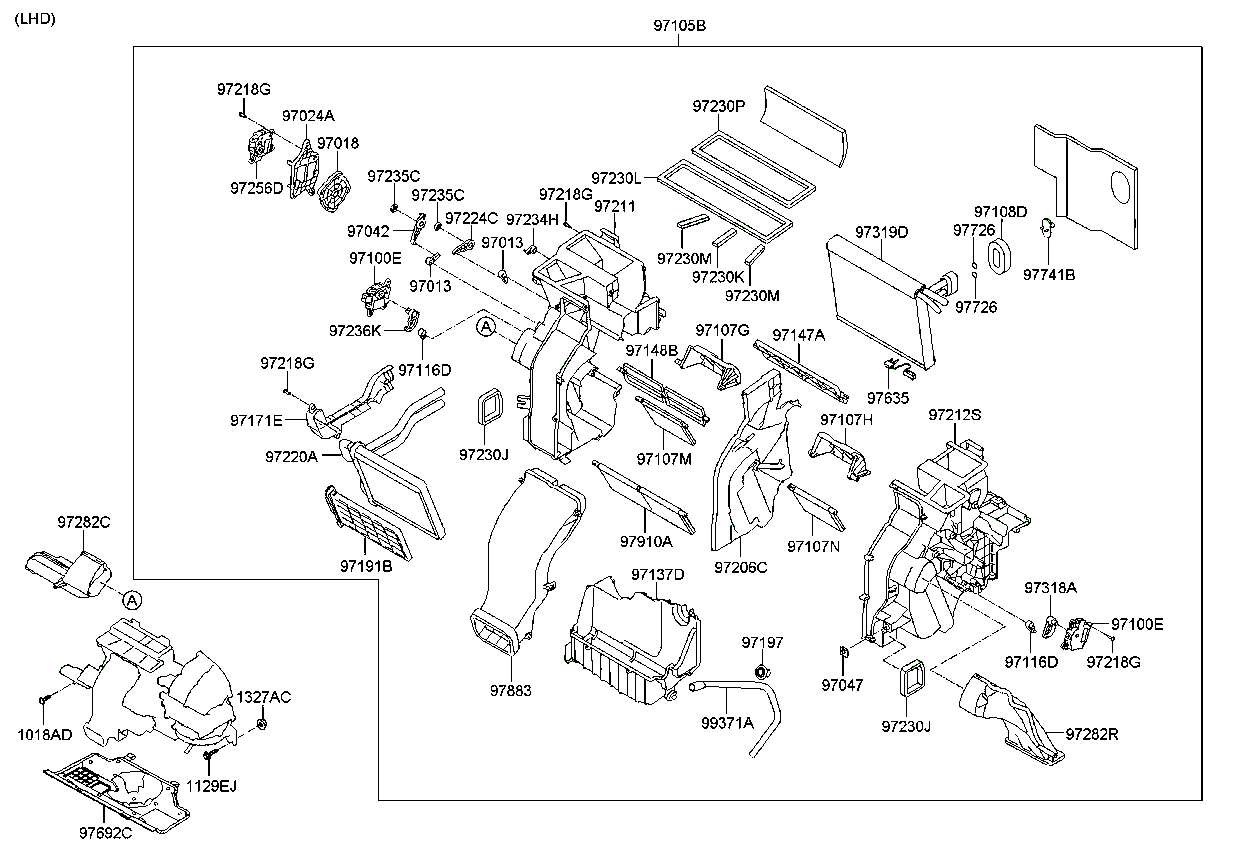 (LHD)
97105B
97218G
97024A
97018
97256D
97235C
97235C
97218G
97211
97230P
97230L
97042
97224C
97234H
97013
97013
97100E
97236K
97116D
A
97230M
97230K
97230M
97319D
97726
97108D
97726
97741B
97635
97107G
97147A
97148B
97107M
97107H
97212S
97218G
97171E
97220A
97230J
97191B
97910A
97206C
97107N
97282C
A
97137D
97318A
97100E
97116D
97218G
97047
97230J
97282R
97883
97197
99371A
1327AC
1018AD
1129EJ
97692C